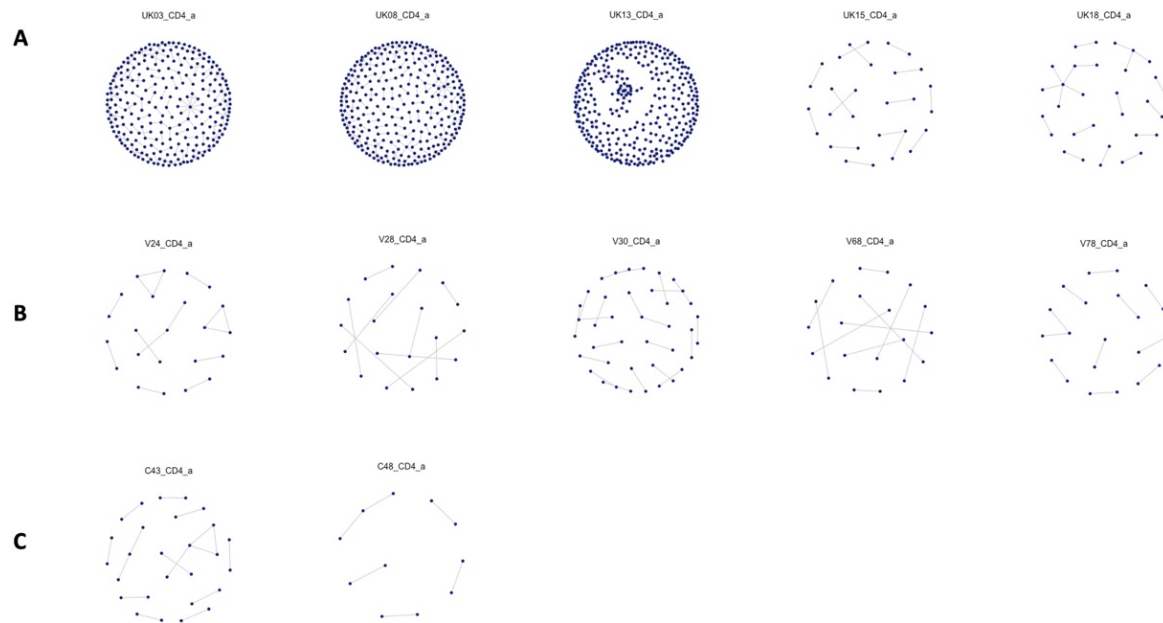 UK03_CD4_a UK08_CD4_a UK13_CD4_a UK15_CD4_a UK18_CD4_a
A
V24_CD4_a V28_CD4_a V30_CD4_a V68_CD4_a V78_CD4_a
B
C43_CD4_a C48_CD4_a
C